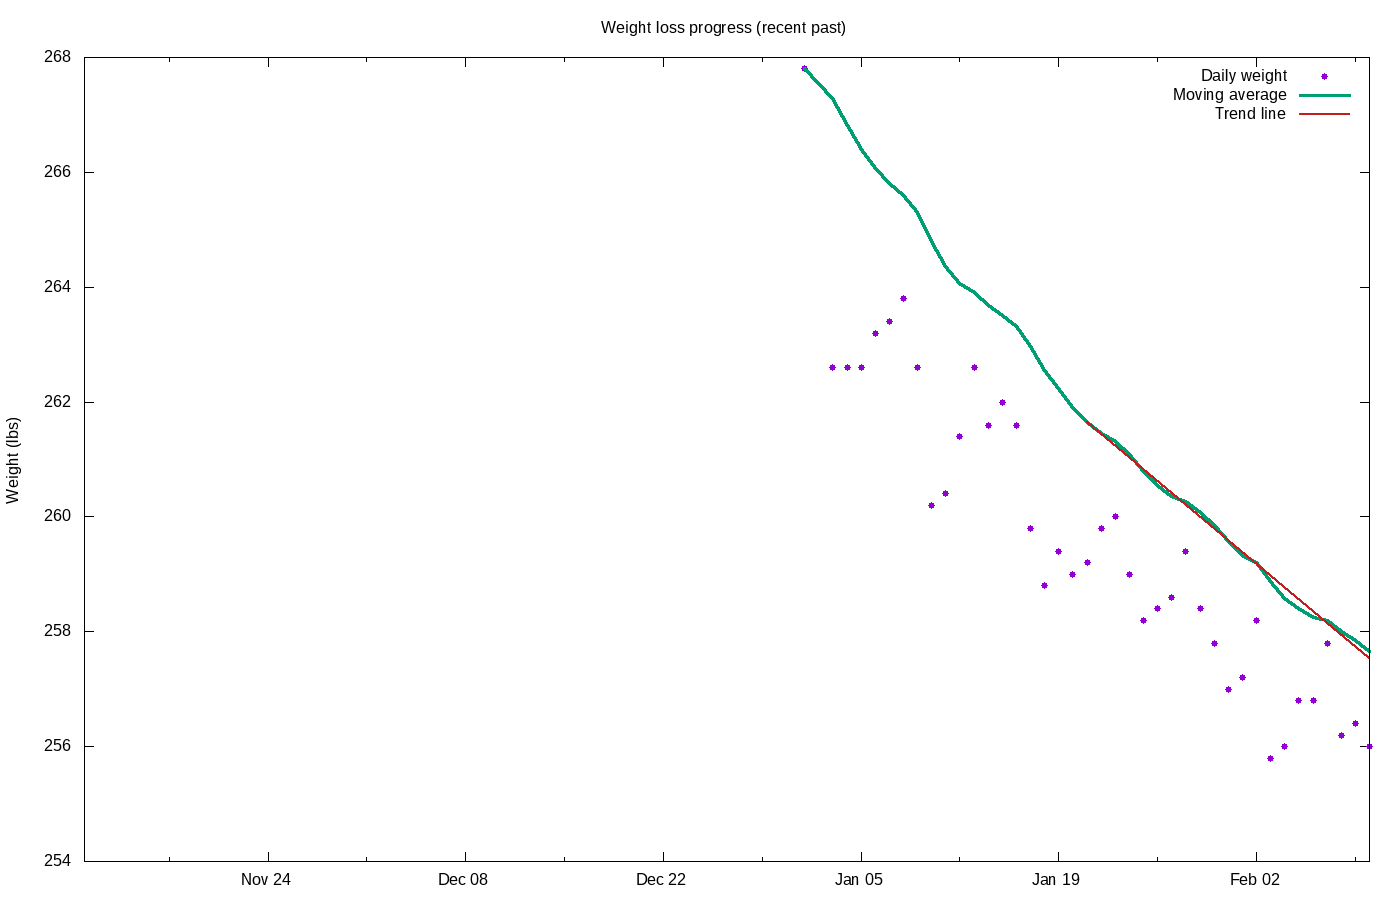 Weight loss progress (recent past)
268
266
264
262
260
258
256
254
Weight (lbs)
Daily weight
Moving average
Trend line
Nov 24
Dec 08
Dec 22
Jan 05
Jan 19
Feb 02